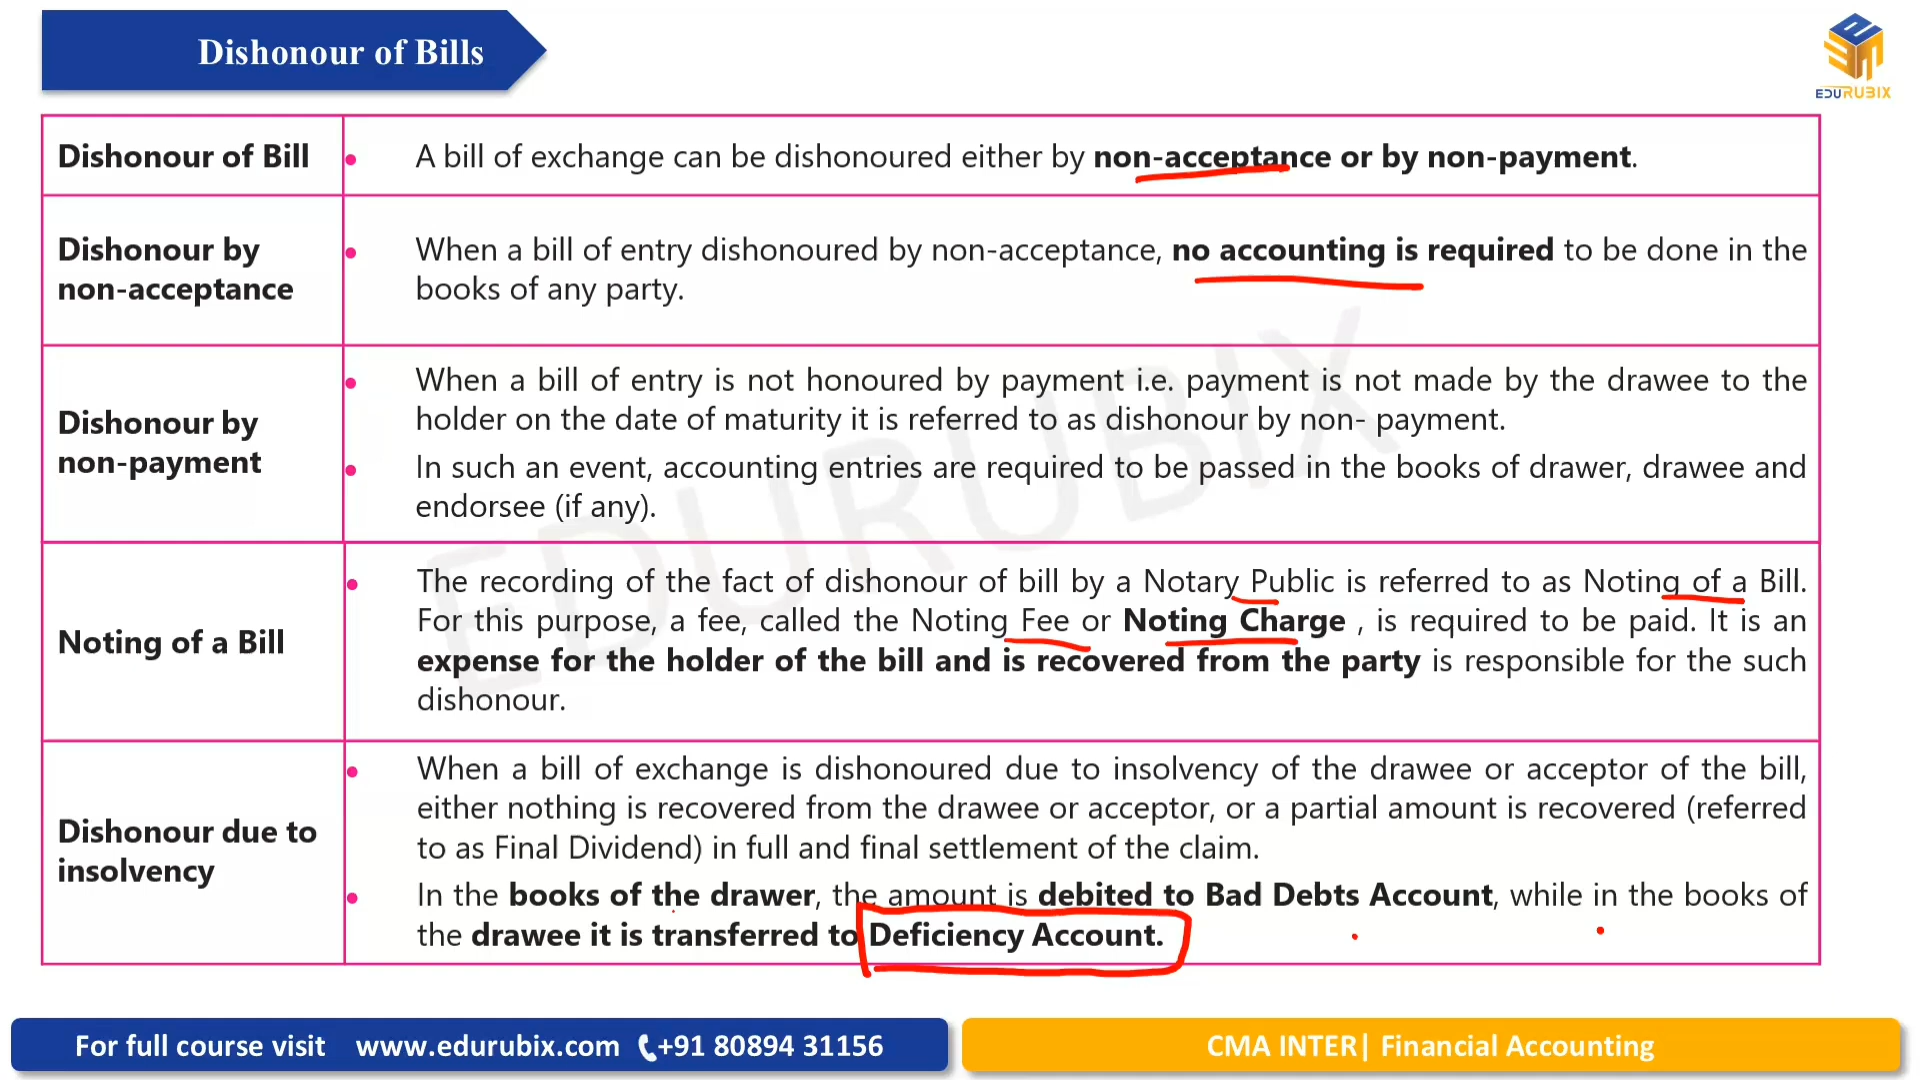 Dishonour of Bills
EDURUBIX
Dishonour of Bill
• A bill of exchange can be dishonoured either by non-acceptance or by non-payment.
Dishonour by
non-acceptance
• When a bill of entry dishonoured by non-acceptance, no accounting is required to be done in the
books of any party.
Dishonour by
non-payment
• When a bill of entry is not honoured by payment i.e. payment is not made by the drawee to the
holder on the date of maturity it is referred to as dishonour by non- payment.
• In such an event, accounting entries are required to be passed in the books of drawer, drawee and
endorsee (if any).
Noting of a Bill
• The recording of the fact of dishonour of bill by a Notary Public is referred to as Noting of a Bill.
For this purpose, a fee, called the Noting Fee or Noting Charge , is required to be paid. It is an
expense for the holder of the bill and is recovered from the party is responsible for the such
dishonour.
Dishonour due to
insolvency
• When a bill of exchange is dishonoured due to insolvency of the drawee or acceptor of the bill,
either nothing is recovered from the drawee or acceptor, or a partial amount is recovered (referred
to as Final Dividend) in full and final settlement of the claim.
• In the books of the drawer, the amount is debited to Bad Debts Account, while in the books of
the drawee it is transferred to Deficiency Account.
EDURUBIX
For full course visit www.edurubix.com +91 80894 31156
CMA INTER| Financial Accounting